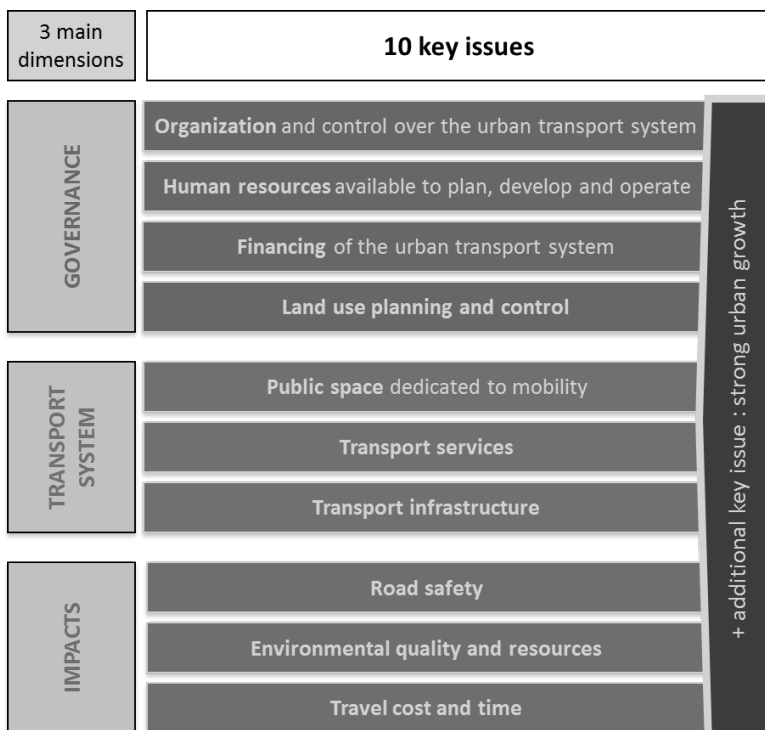 3 main
dimensions
10 key issues
GOVERNANCE
Organization and control over the urban transport system
Human resources available to plan, develop and operate
Financing of the urban transport system
Land use planning and control
TRANSPORT
SYSTEM
Public space dedicated to mobility
Transport services
Transport infrastructure
IMPACTS
Road safety
Environmental quality and resources
Travel cost and time
+ additional key issue : strong urban growth